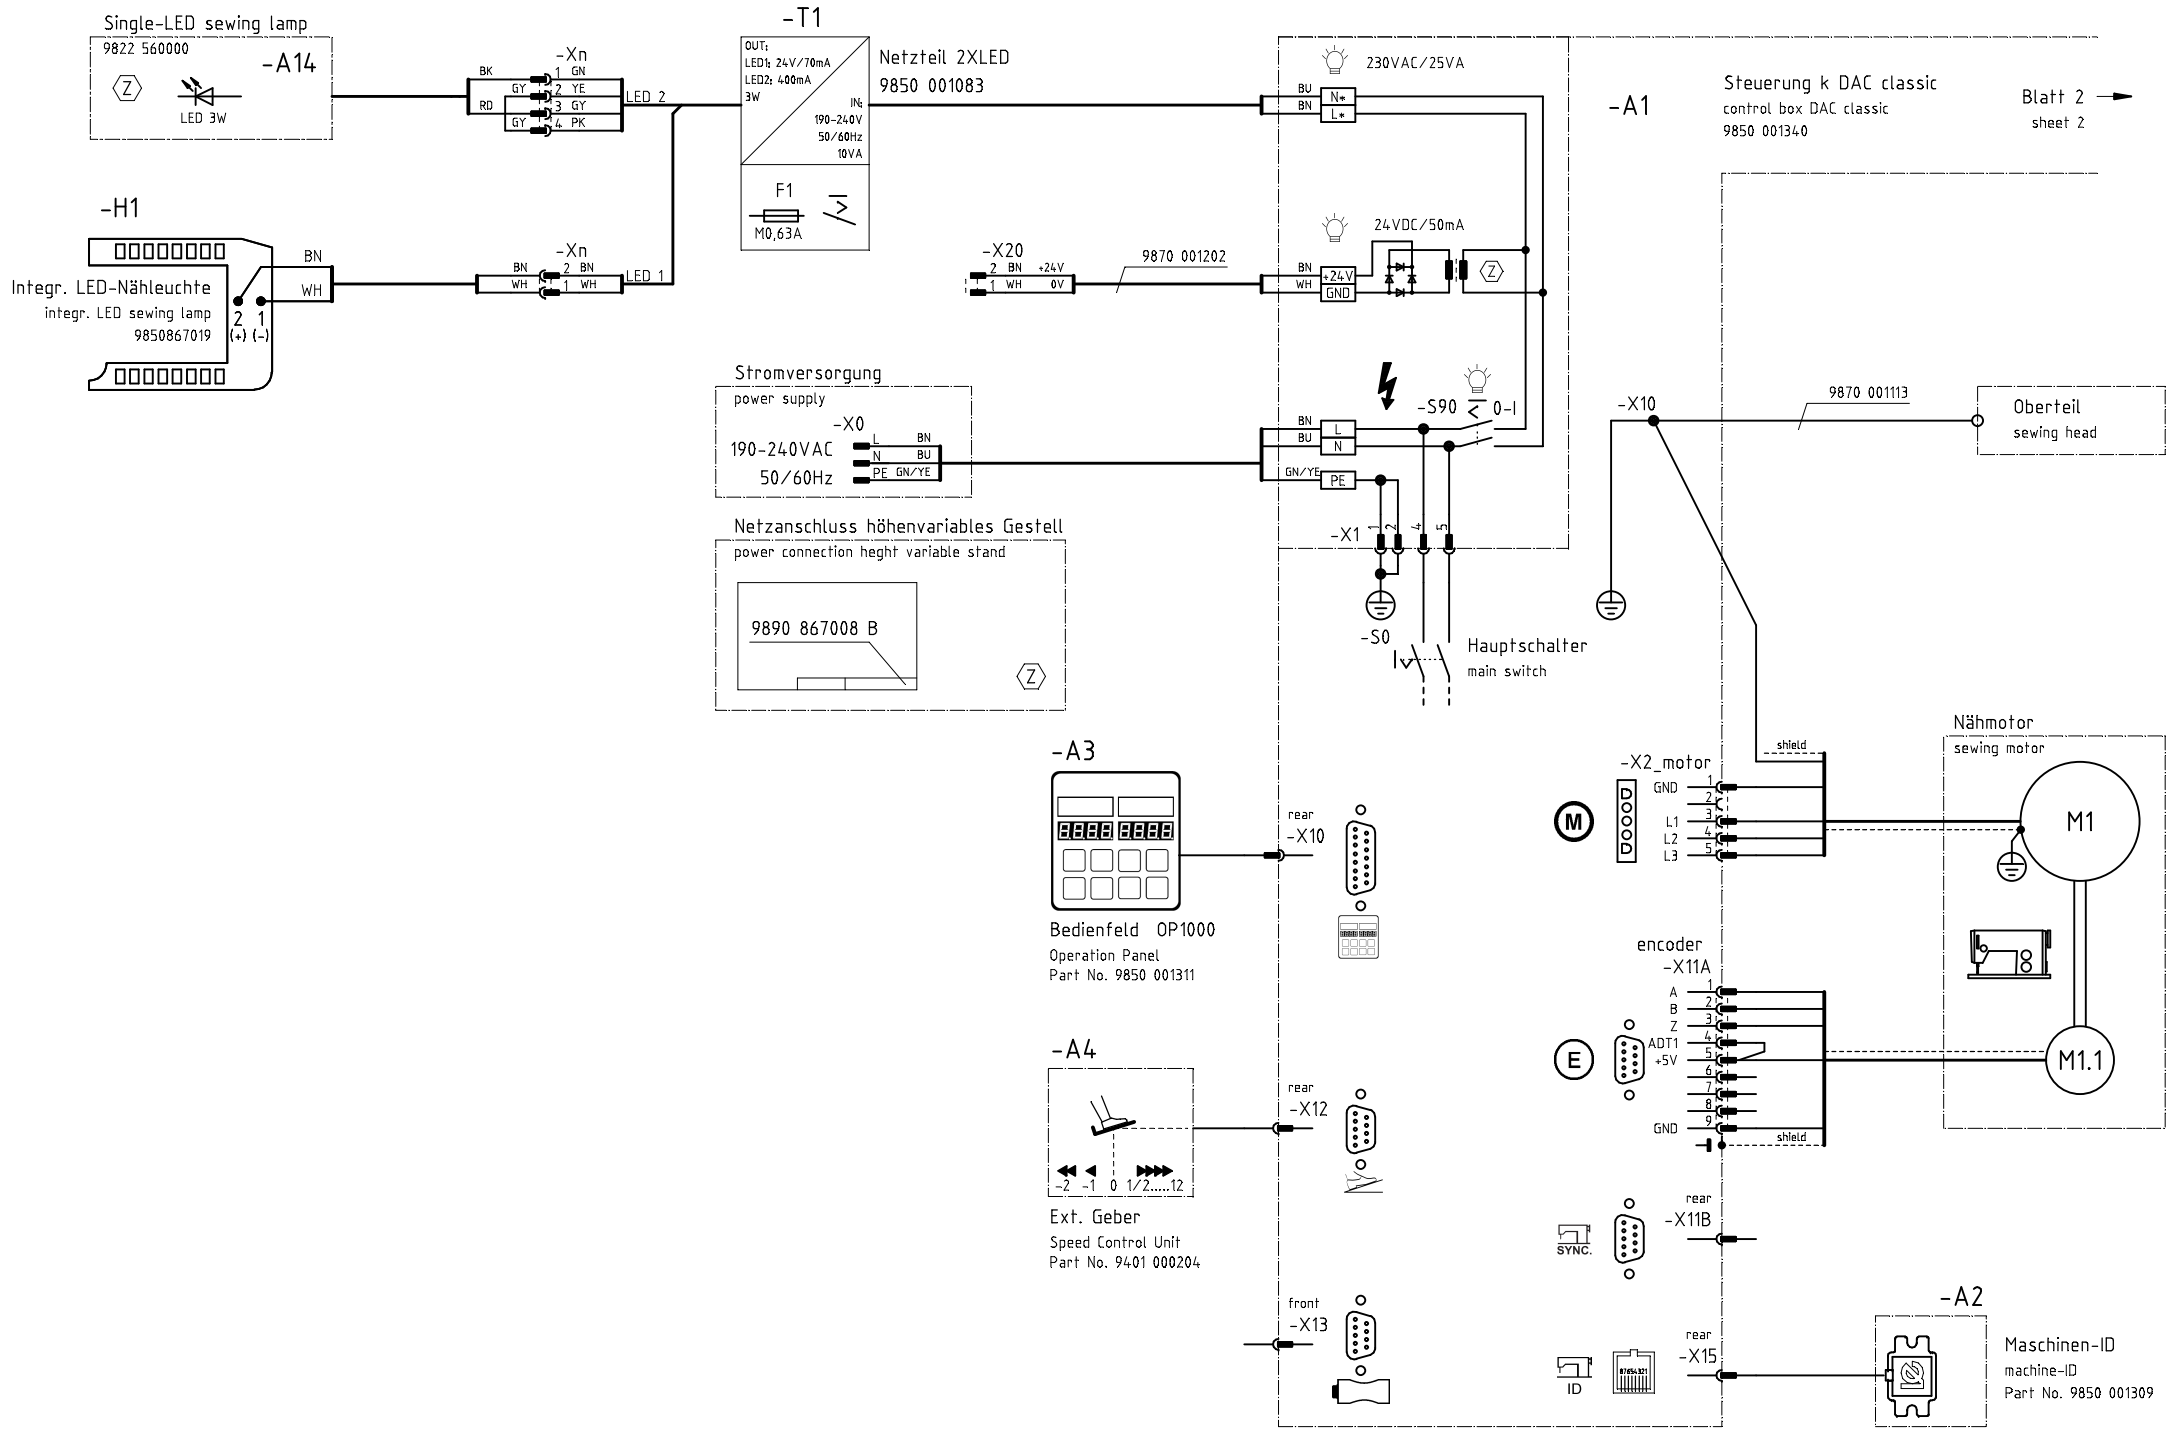 Single-LED sewing lamp
9822 560000
-A14
Z
LED 3W
BK
RD
GY
GY
-Xn
1 GN
2 YE
3 GY
4 PK
LED 2
-T1
OUT:
LED1: 24V/70mA
LED2: 400mA
3W
IN:
190-240V
50/60Hz
10VA
F1
M0,63A
Netzteil 2XLED
9850 001083
-H1
Integr. LED-Nähleuchte
integr. LED sewing lamp
9850867019
2 1
(+) (-)
BN
WH
-Xn
BN 2 BN
WH 1 WH
LED 1
-X20
2 BN +24V
1 WH 0V
9870 001202
230VAC/25VA
BU N*
BN L*
24VDC/50mA
BN +24V
WH GND
Z
-A1
Steuerung k DAC classic
control box DAC classic
9850 001340
Blatt 2
sheet 2
Stromversorgung
power supply
-X0
190-240VAC
50/60Hz
L BN
N BU
PE GN/YE
BN L
BU N
GN/YE PE
-S90
0-I
-X1
1 2 4 5
-S0
Hauptschalter
main switch
Netzanschluss höhenvariables Gestell
power connection heght variable stand
9890 867008 B
Z
-X10
9870 001113
Oberteil
sewing head
-A3
8888 8888
Bedienfeld OP1000
Operation Panel
Part No. 9850 001311
rear
-X10
-A4
-2 -1 0 1/2.....12
Ext. Geber
Speed Control Unit
Part No. 9401 000204
rear
-X12
front
-X13
M
-X2_motor
shield
GND 1
2
L1 3
L2 4
L3 5
Nähmotor
sewing motor
M1
M1.1
encoder
-X11A
E
A 1
B 2
Z 3
ADT1 4
+5V 5
6
7
8
GND 9
shield
rear
-X11B
SYNC.
rear
-X15
ID
87654321
-A2
Maschinen-ID
machine-ID
Part No. 9850 001309